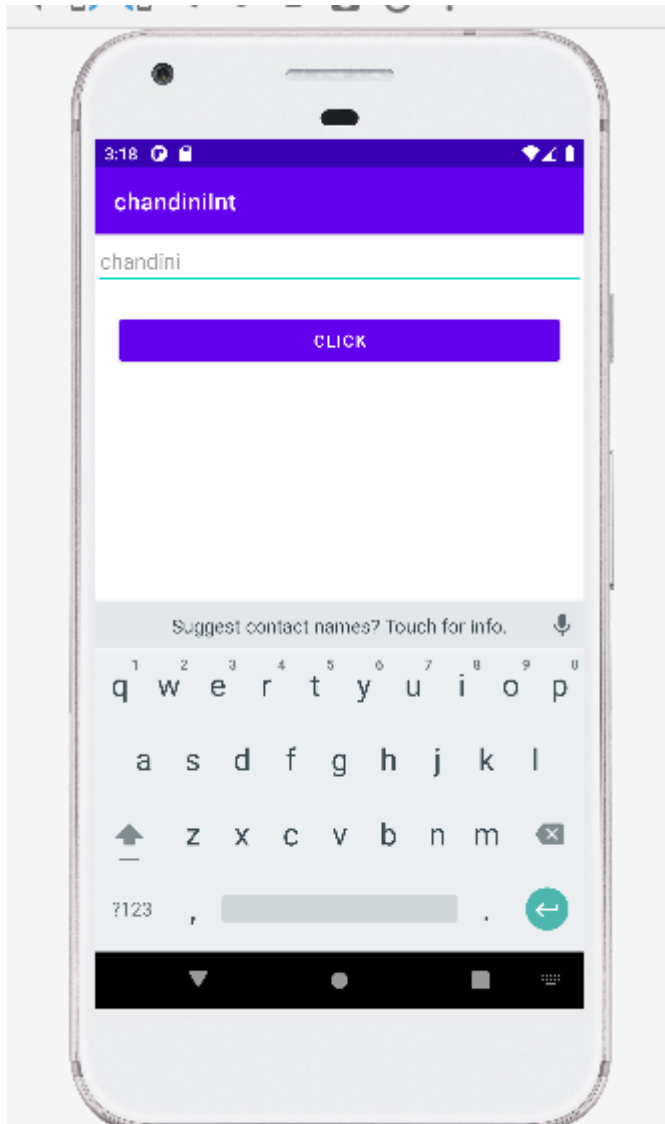 3:18
chandiniInt
chandini
CLICK
Suggest contact names? Touch for info.
1 2 3 4 5 6 7 8 9 0
q w e r t y u i o p
a s d f g h j k l
z x c v b n m
?123 , .